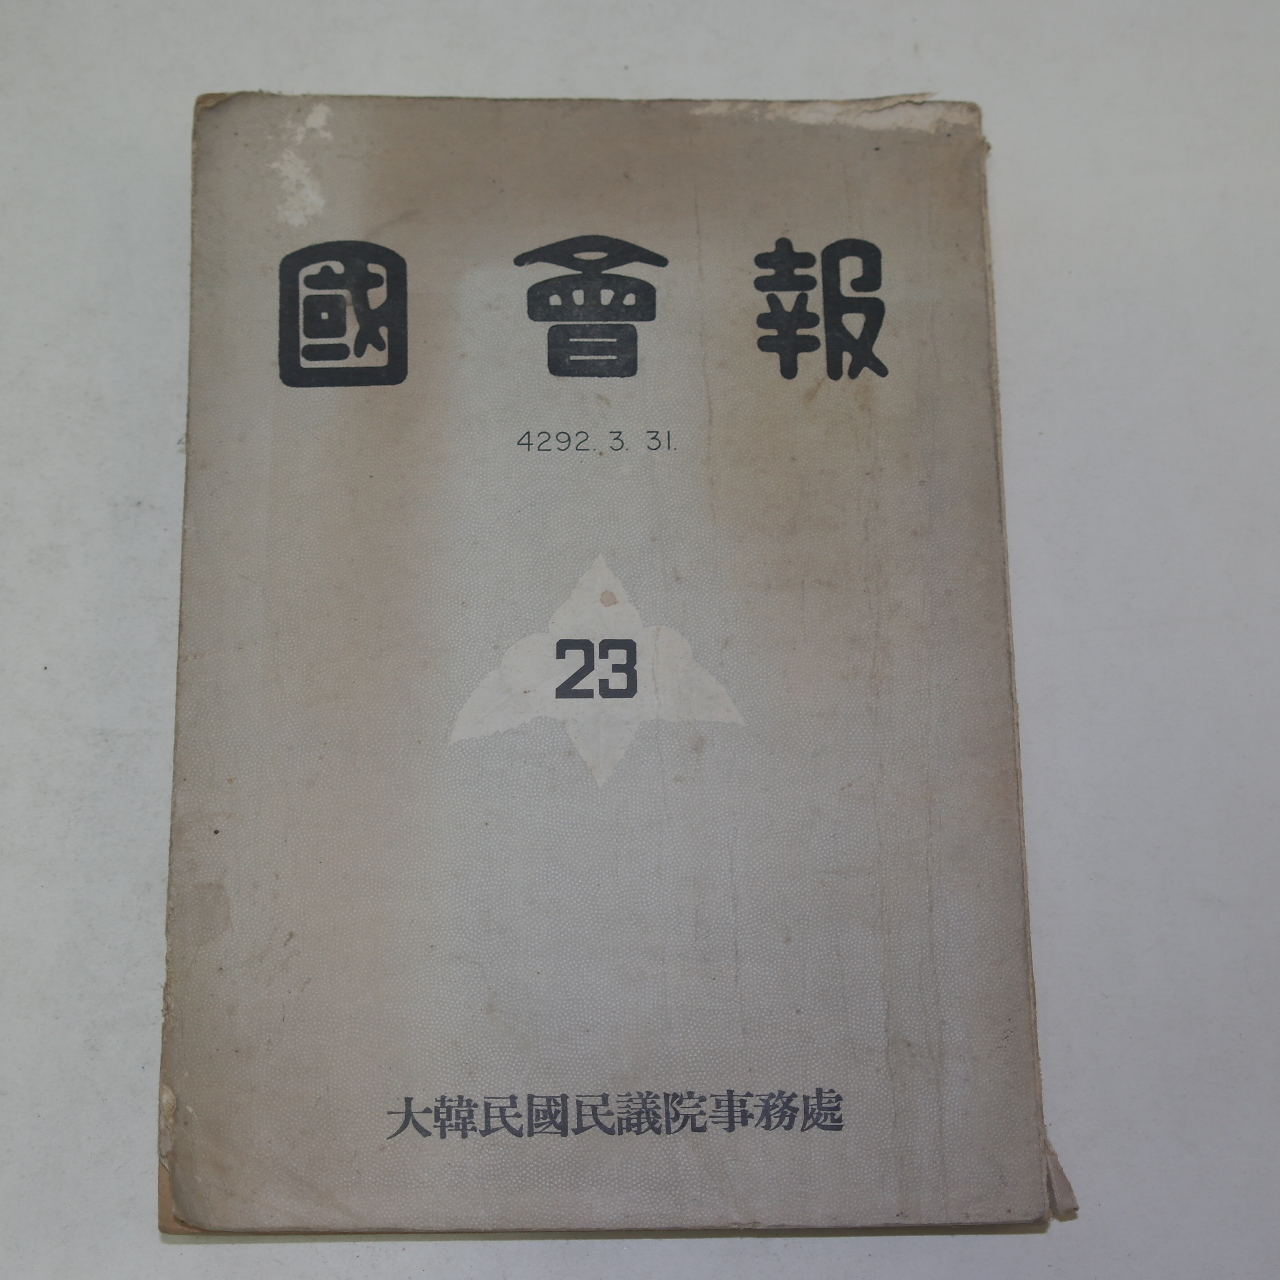 國會報
4292. 3. 31.
23
大韓民國民議院事務處